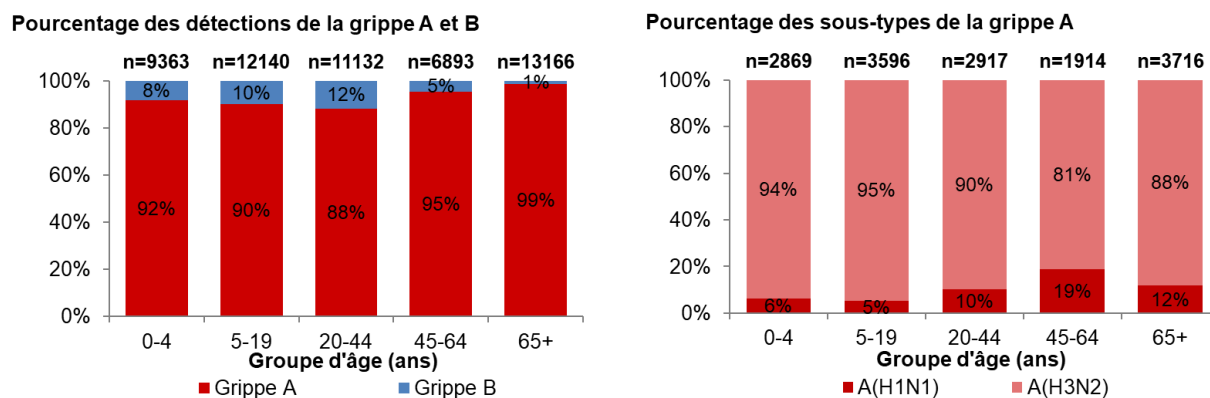 Pourcentage des détections de la grippe A et B
n=9363 n=12140 n=11132 n=6893 n=13166
100%
80%
60%
40%
20%
0%
8% 10% 12% 5% 1%
92% 90% 88% 95% 99%
0-4 5-19 20-44 45-64 65+
Groupe d'âge (ans)
Grippe A Grippe B
Pourcentage des sous-types de la grippe A
n=2869 n=3596 n=2917 n=1914 n=3716
100%
80%
60%
40%
20%
0%
94% 95% 90% 81% 88%
6% 5% 10% 19% 12%
0-4 5-19 20-44 45-64 65+
Groupe d'âge (ans)
A(H1N1) A(H3N2)